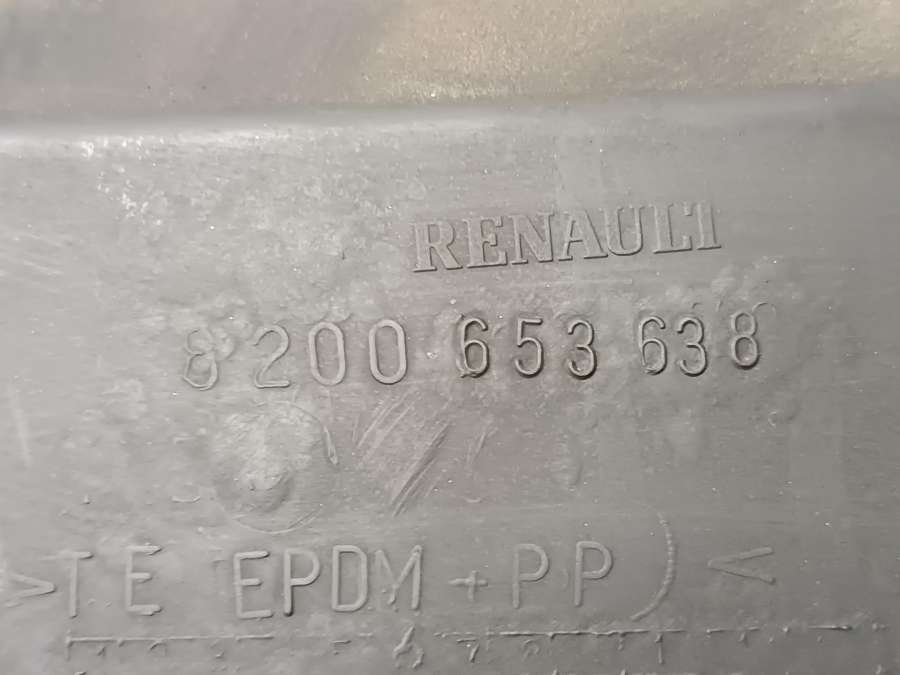 RENAULT
8200 653 638
>TE EPDM+PP)<